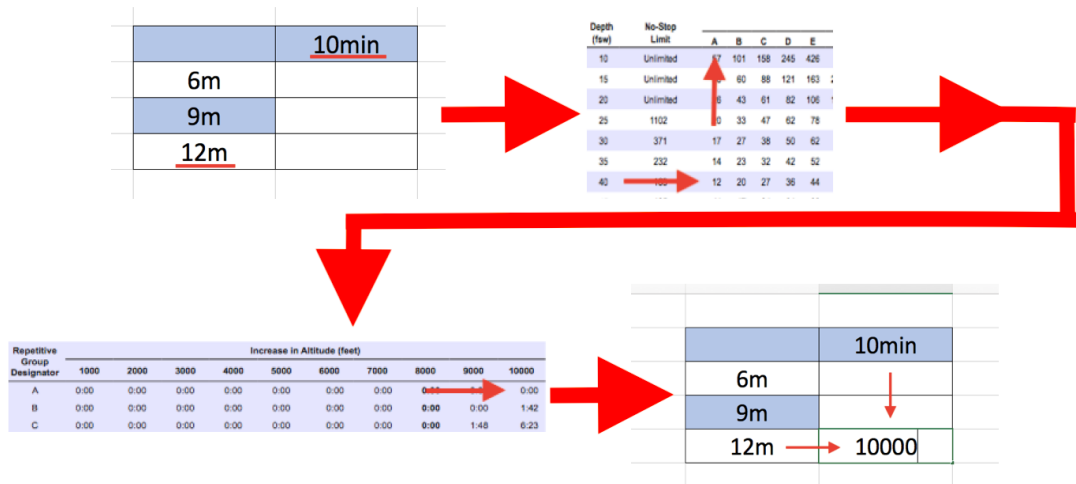 10min
6m
9m
12m
Depth (fsw) No-Stop Limit A B C D E
10 Unlimited 101 158 245 426
15 Unlimited 60 88 121 163
20 Unlimited 43 61 82 106
25 1102 33 47 62 78
30 371 17 27 38 50 62
35 232 14 23 32 42 52
40 12 20 27 36 44
Repetitive Group Designator Increase in Altitude (feet)
1000 2000 3000 4000 5000 6000 7000 8000 9000 10000
A 0:00 0:00 0:00 0:00 0:00 0:00 0:00 0:00
B 0:00 0:00 0:00 0:00 0:00 0:00 0:00 0:00 0:00 1:42
C 0:00 0:00 0:00 0:00 0:00 0:00 0:00 0:00 1:48 6:23
10min
6m
9m
12m 10000